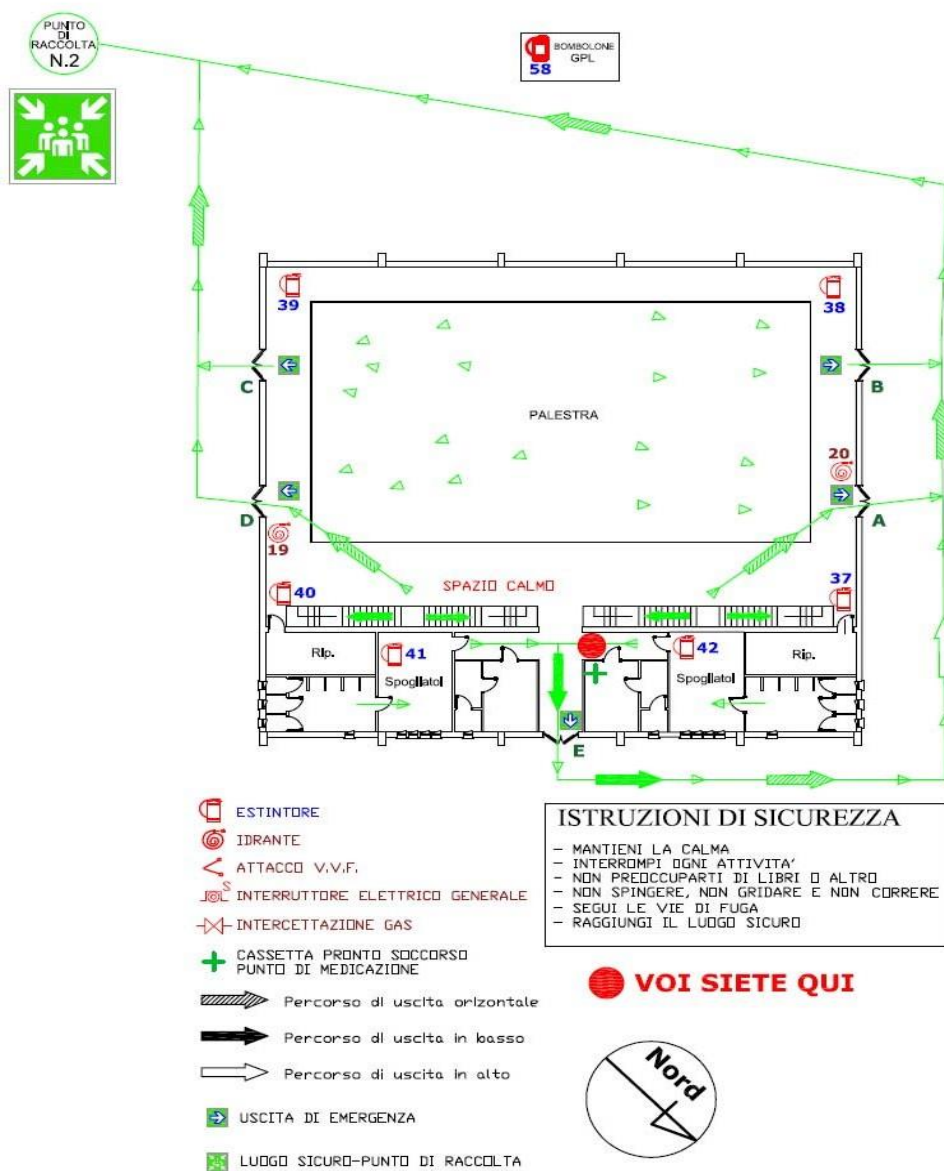 PUNTO
DI
RACCOLTA
N.2
BOMBOLONE
GPL
58
39
38
C
B
PALESTRA
20
D
A
19
40
SPAZIO CALMO
37
Rip.
41
Spogliatoi
42
Spogliatoi
Rip.
E
ESTINTORE
IDRANTE
ATTACCO V.V.F.
S
INTERRUTTORE ELETTRICO GENERALE
INTERCETTAZIONE GAS
CASSETTA PRONTO SOCCORSO
PUNTO DI MEDICAZIONE
Percorso di uscita orizontale
Percorso di uscita in basso
Percorso di uscita in alto
USCITA DI EMERGENZA
LUOGO SICURO-PUNTO DI RACCOLTA
ISTRUZIONI DI SICUREZZA
- MANTIENI LA CALMA
- INTERROMPI OGNI ATTIVITA'
- NON PREOCCUPARTI DI LIBRI O ALTRO
- NON SPINGERE, NON GRIDARE E NON CORRERE
- SEGUI LE VIE DI FUGA
- RAGGIUNGI IL LUOGO SICURO
VOI SIETE QUI
Nord